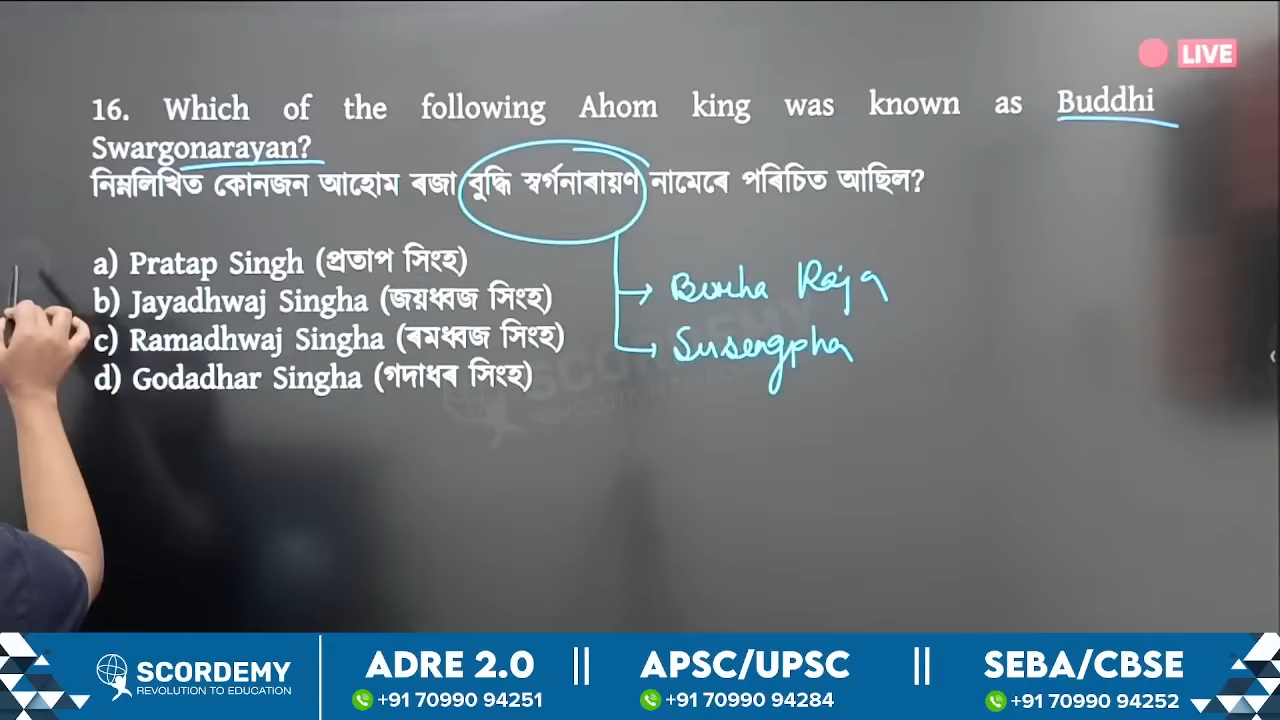 LIVE
16. Which of the following Ahom king was known as Buddhi
Swargonarayan?
নিম্নলিখিত কোনজন আহোম ৰজা বুদ্ধি স্বৰ্গনাৰায়ণ নামেৰে পৰিচিত আছিল?
a) Pratap Singh (প্ৰতাপ সিংহ)
b) Jayadhwaj Singha (জয়ধ্বজ সিংহ)
c) Ramadhwaj Singha (ৰমধ্বজ সিংহ)
d) Godadhar Singha (গদাধৰ সিংহ)
Burha Raja
Susengpha
SCORDEMY
SCORDEMY
REVOLUTION TO EDUCATION
ADRE 2.0 || APSC/UPSC || SEBA/CBSE
+91 70990 94251 +91 70990 94284 +91 70990 94252